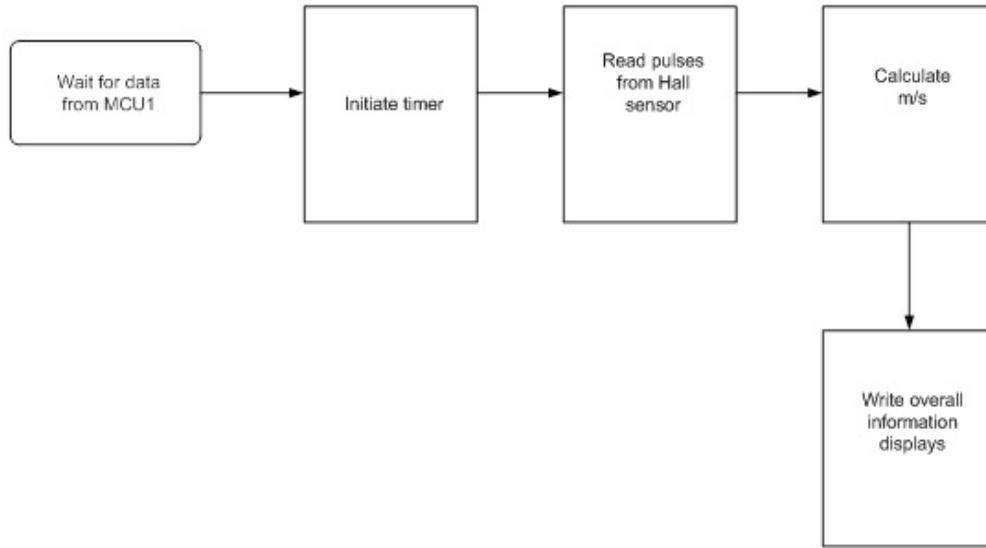 Wait for data
from MCU1
Initiate timer
Read pulses
from Hall
sensor
Calculate
m/s
Write overall
information
displays